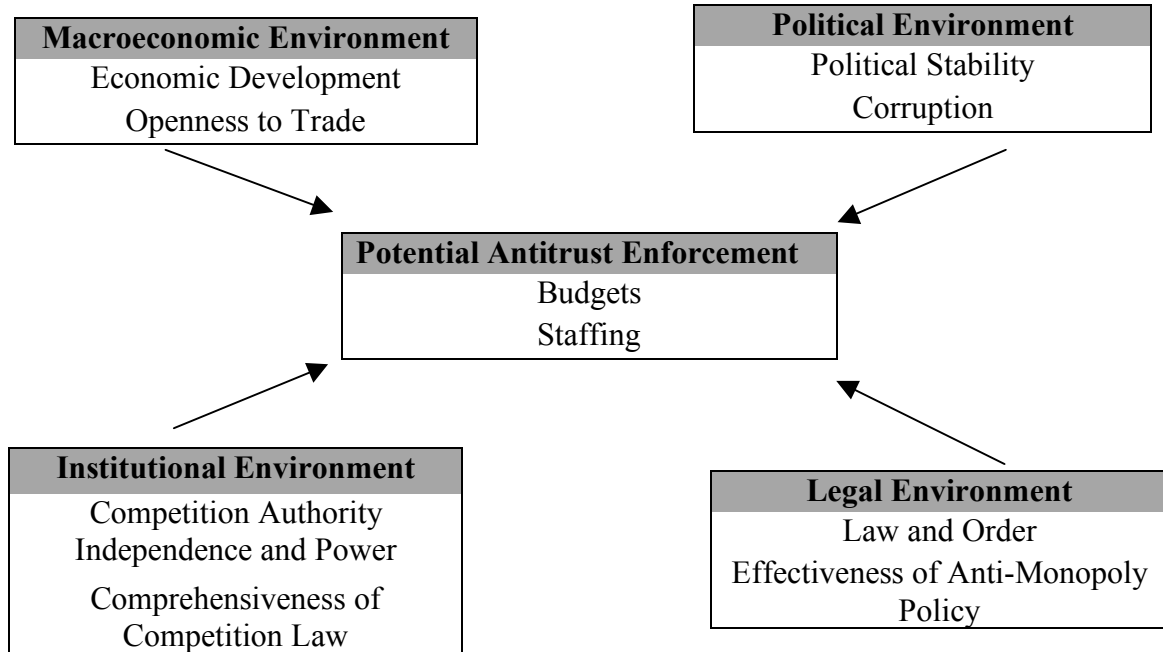 Macroeconomic Environment
Economic Development
Openness to Trade
Political Environment
Political Stability
Corruption
Potential Antitrust Enforcement
Budgets
Staffing
Institutional Environment
Competition Authority
Independence and Power
Comprehensiveness of
Competition Law
Legal Environment
Law and Order
Effectiveness of Anti-Monopoly
Policy